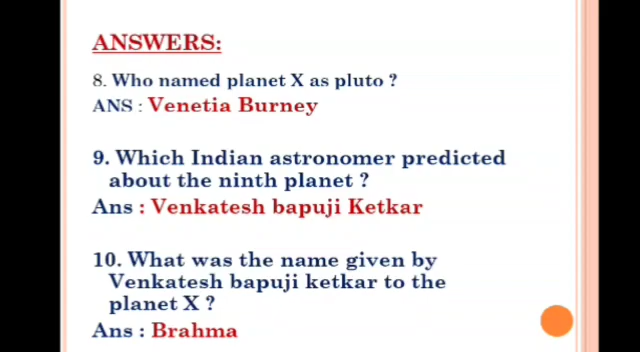 ANSWERS:
8. Who named planet X as pluto ?
ANS : Venetia Burney
9. Which Indian astronomer predicted
about the ninth planet ?
Ans : Venkatesh bapuji Ketkar
10. What was the name given by
Venkatesh bapuji ketkar to the
planet X ?
Ans : Brahma